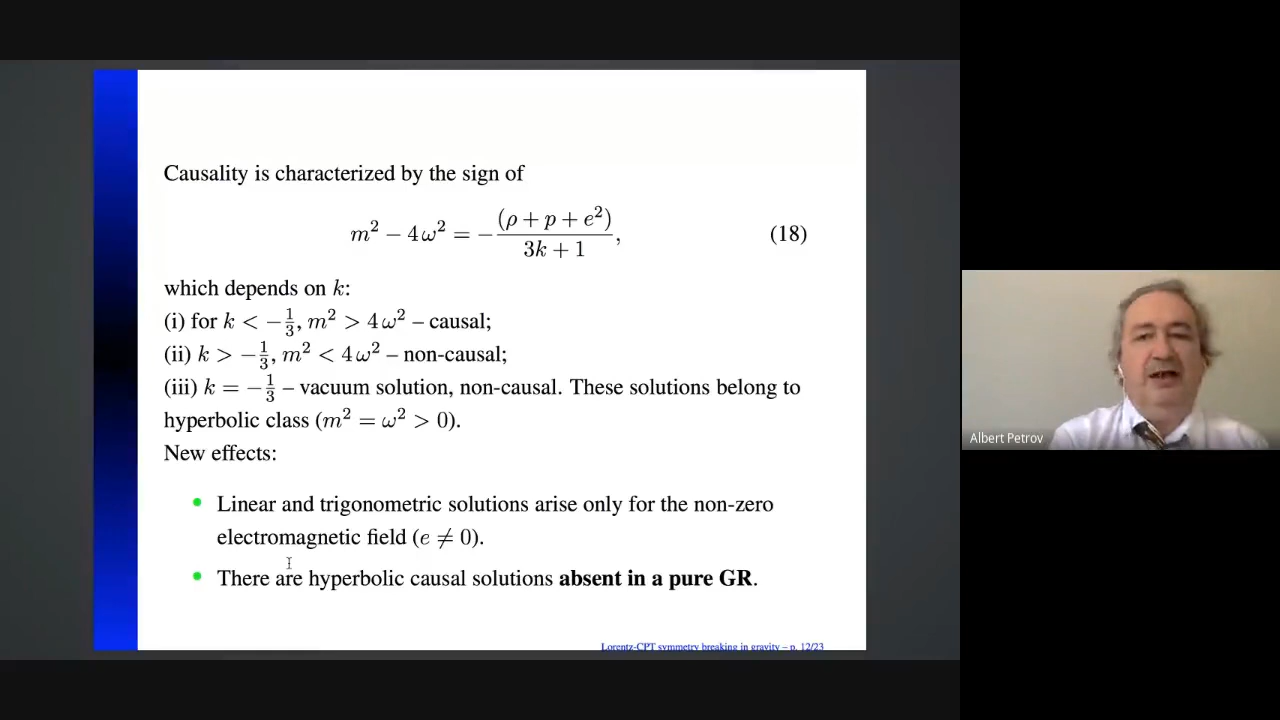 Causality is characterized by the sign of
m² − 4ω² = −(ρ + p + e²)/(3k + 1), (18)
which depends on k:
(i) for k < −1/3, m² > 4ω² – causal;
(ii) k > −1/3, m² < 4ω² – non-causal;
(iii) k = −1/3 – vacuum solution, non-causal. These solutions belong to
hyperbolic class (m² = ω² > 0).
New effects:
Linear and trigonometric solutions arise only for the non-zero
electromagnetic field (e ≠ 0).
There are hyperbolic causal solutions absent in a pure GR.
Lorentz-CPT symmetry breaking in gravity – p. 12/23
Albert Petrov